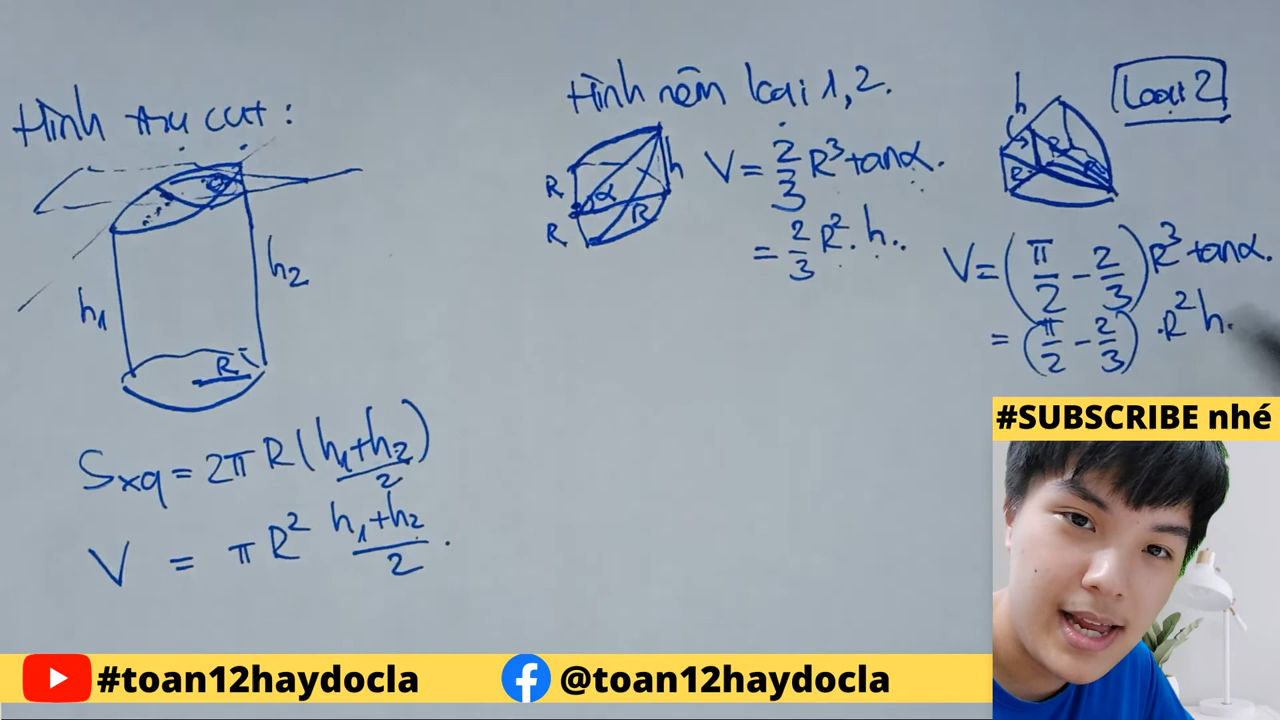 Hình trụ cụt:
h₁
h₂
R
Sxq = 2πR(h₁+h₂/2)
V = πR² h₁+h₂/2.
Hình nêm loại 1, 2.
R
R
α
R
h
V = 2/3 R³ tanα.
= 2/3 R². h..
Loại 2
h
R
V = (π/2 - 2/3) R³ tanα.
= (π/2 - 2/3) .R² h.
#SUBSCRIBE nhé
#toan12haydocla
@toan12haydocla